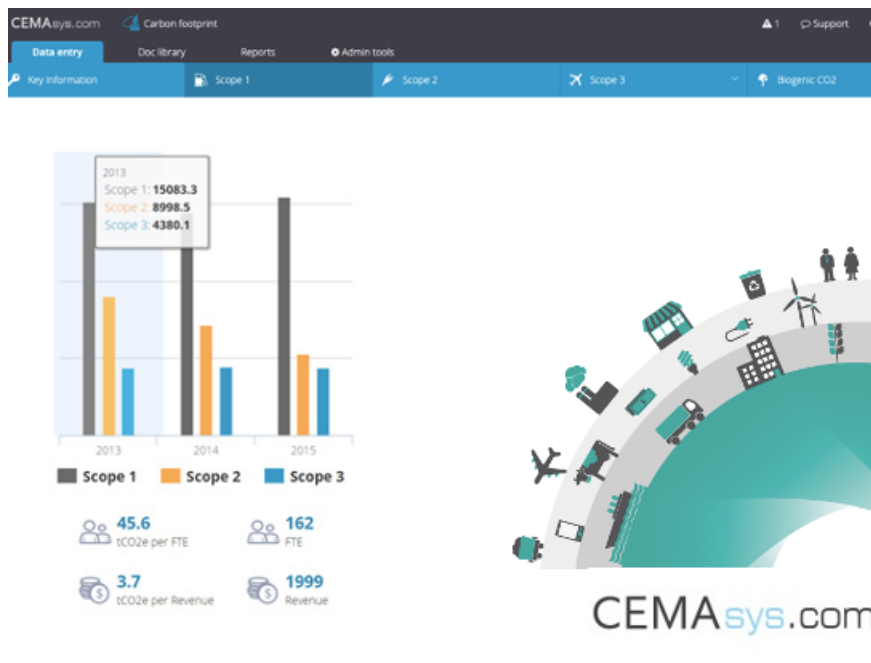 CEMAsys.com Carbon footprint 1 Support
Data entry Doc library Reports Admin tools
Key Information Scope 1 Scope 2 Scope 3 Biogenic CO2
2013
Scope 1: 15083.3
Scope 2: 8998.5
Scope 3: 4380.1
2013 2014 2015
Scope 1 Scope 2 Scope 3
45.6 162
tCO2e per FTE FTE
3.7 1999
tCO2e per Revenue Revenue
CEMAsys.com